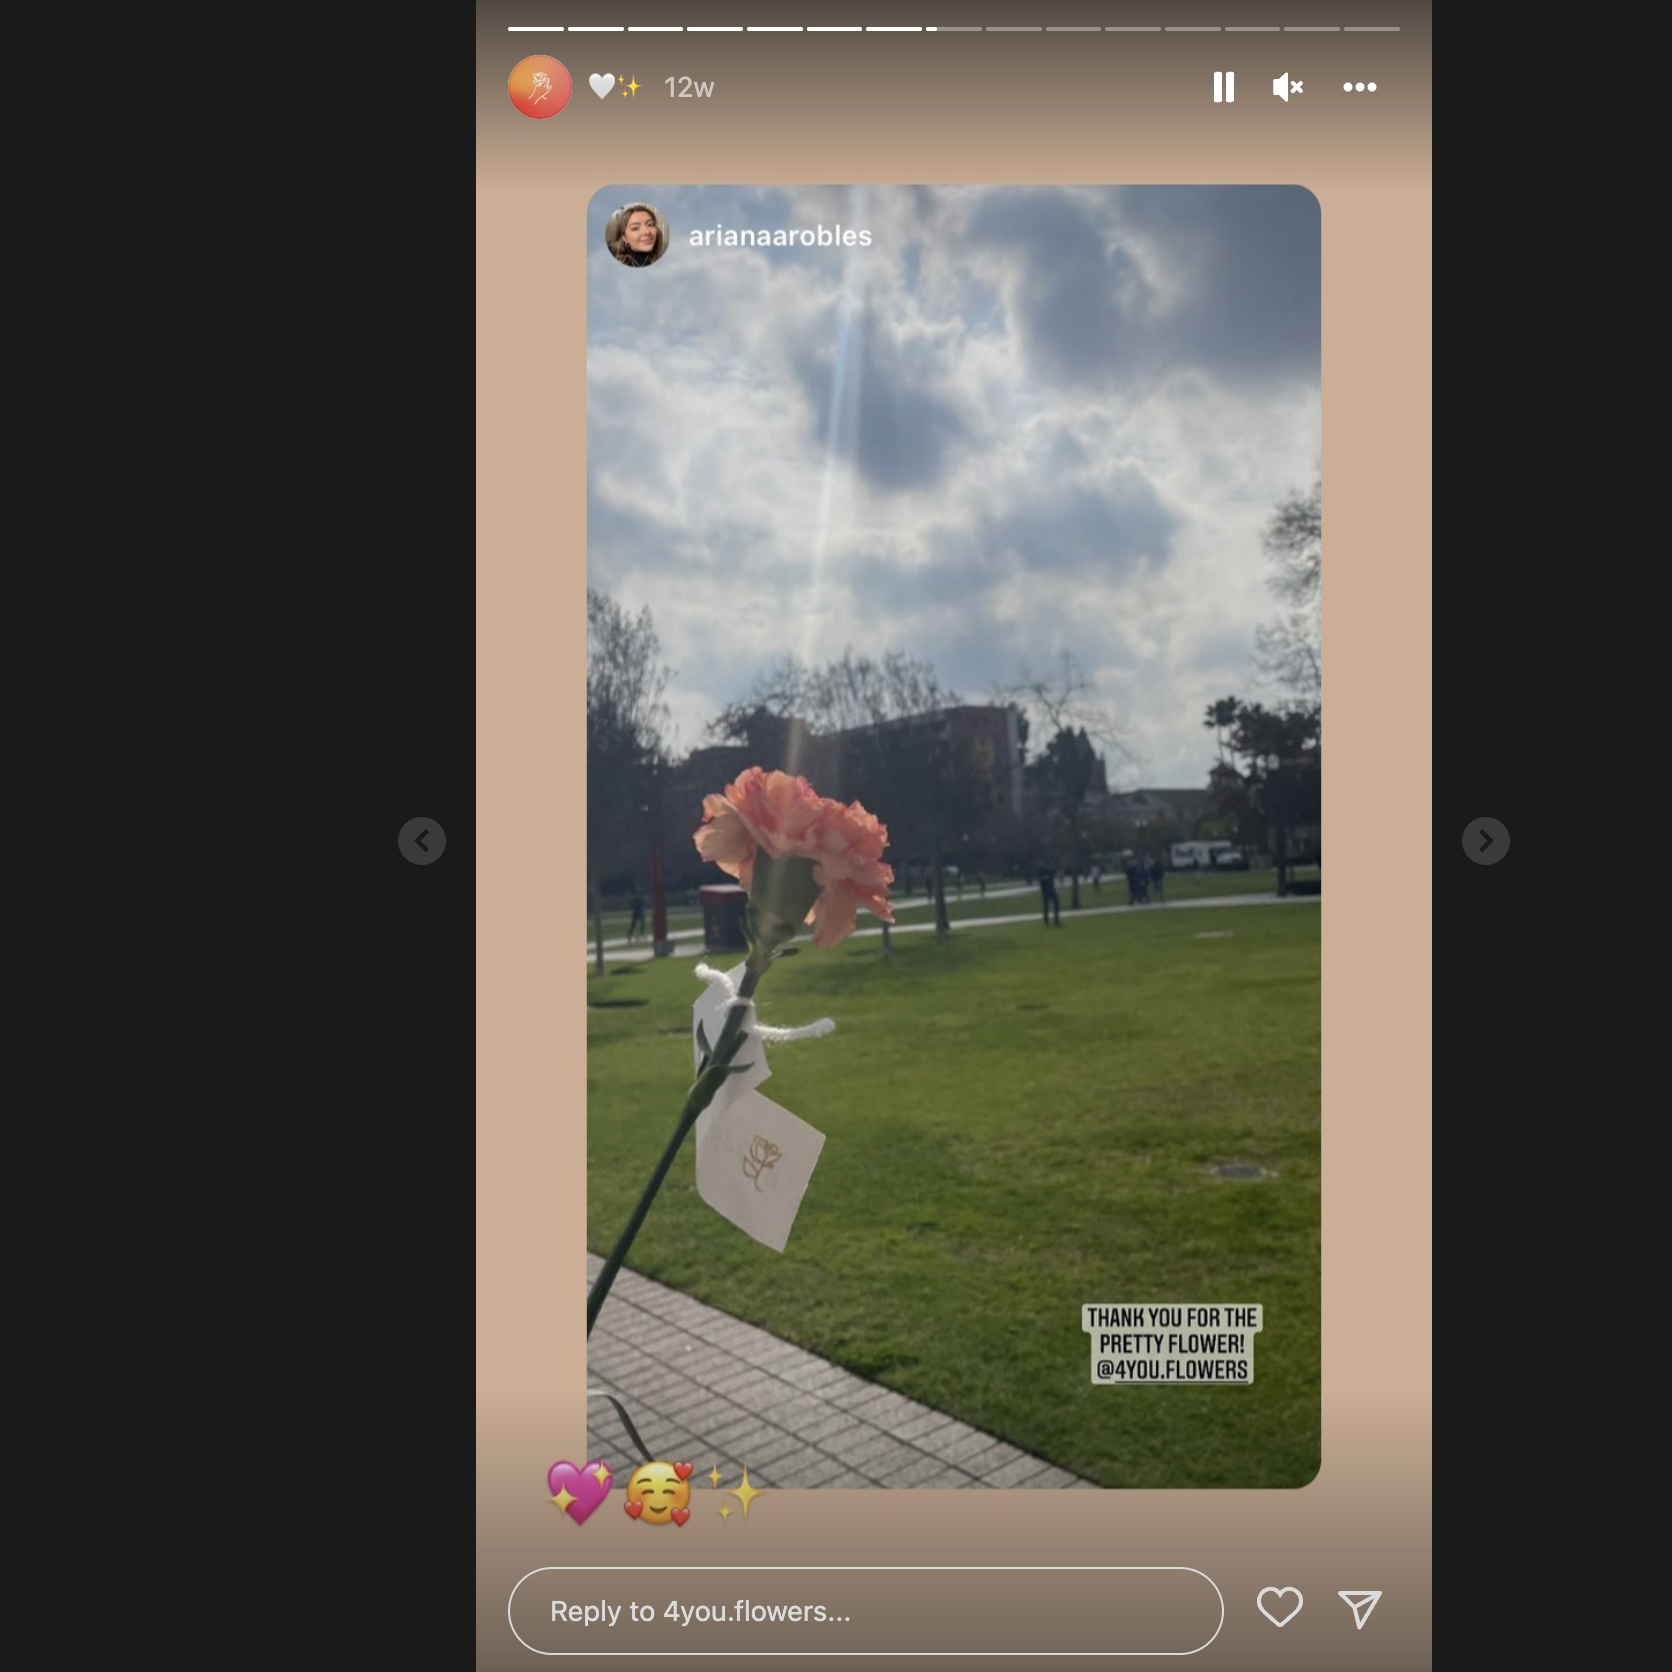 🤍✨ 12w
arianaarobles
THANK YOU FOR THE
PRETTY FLOWER!
@4YOU.FLOWERS
💖🥰✨
Reply to 4you.flowers...